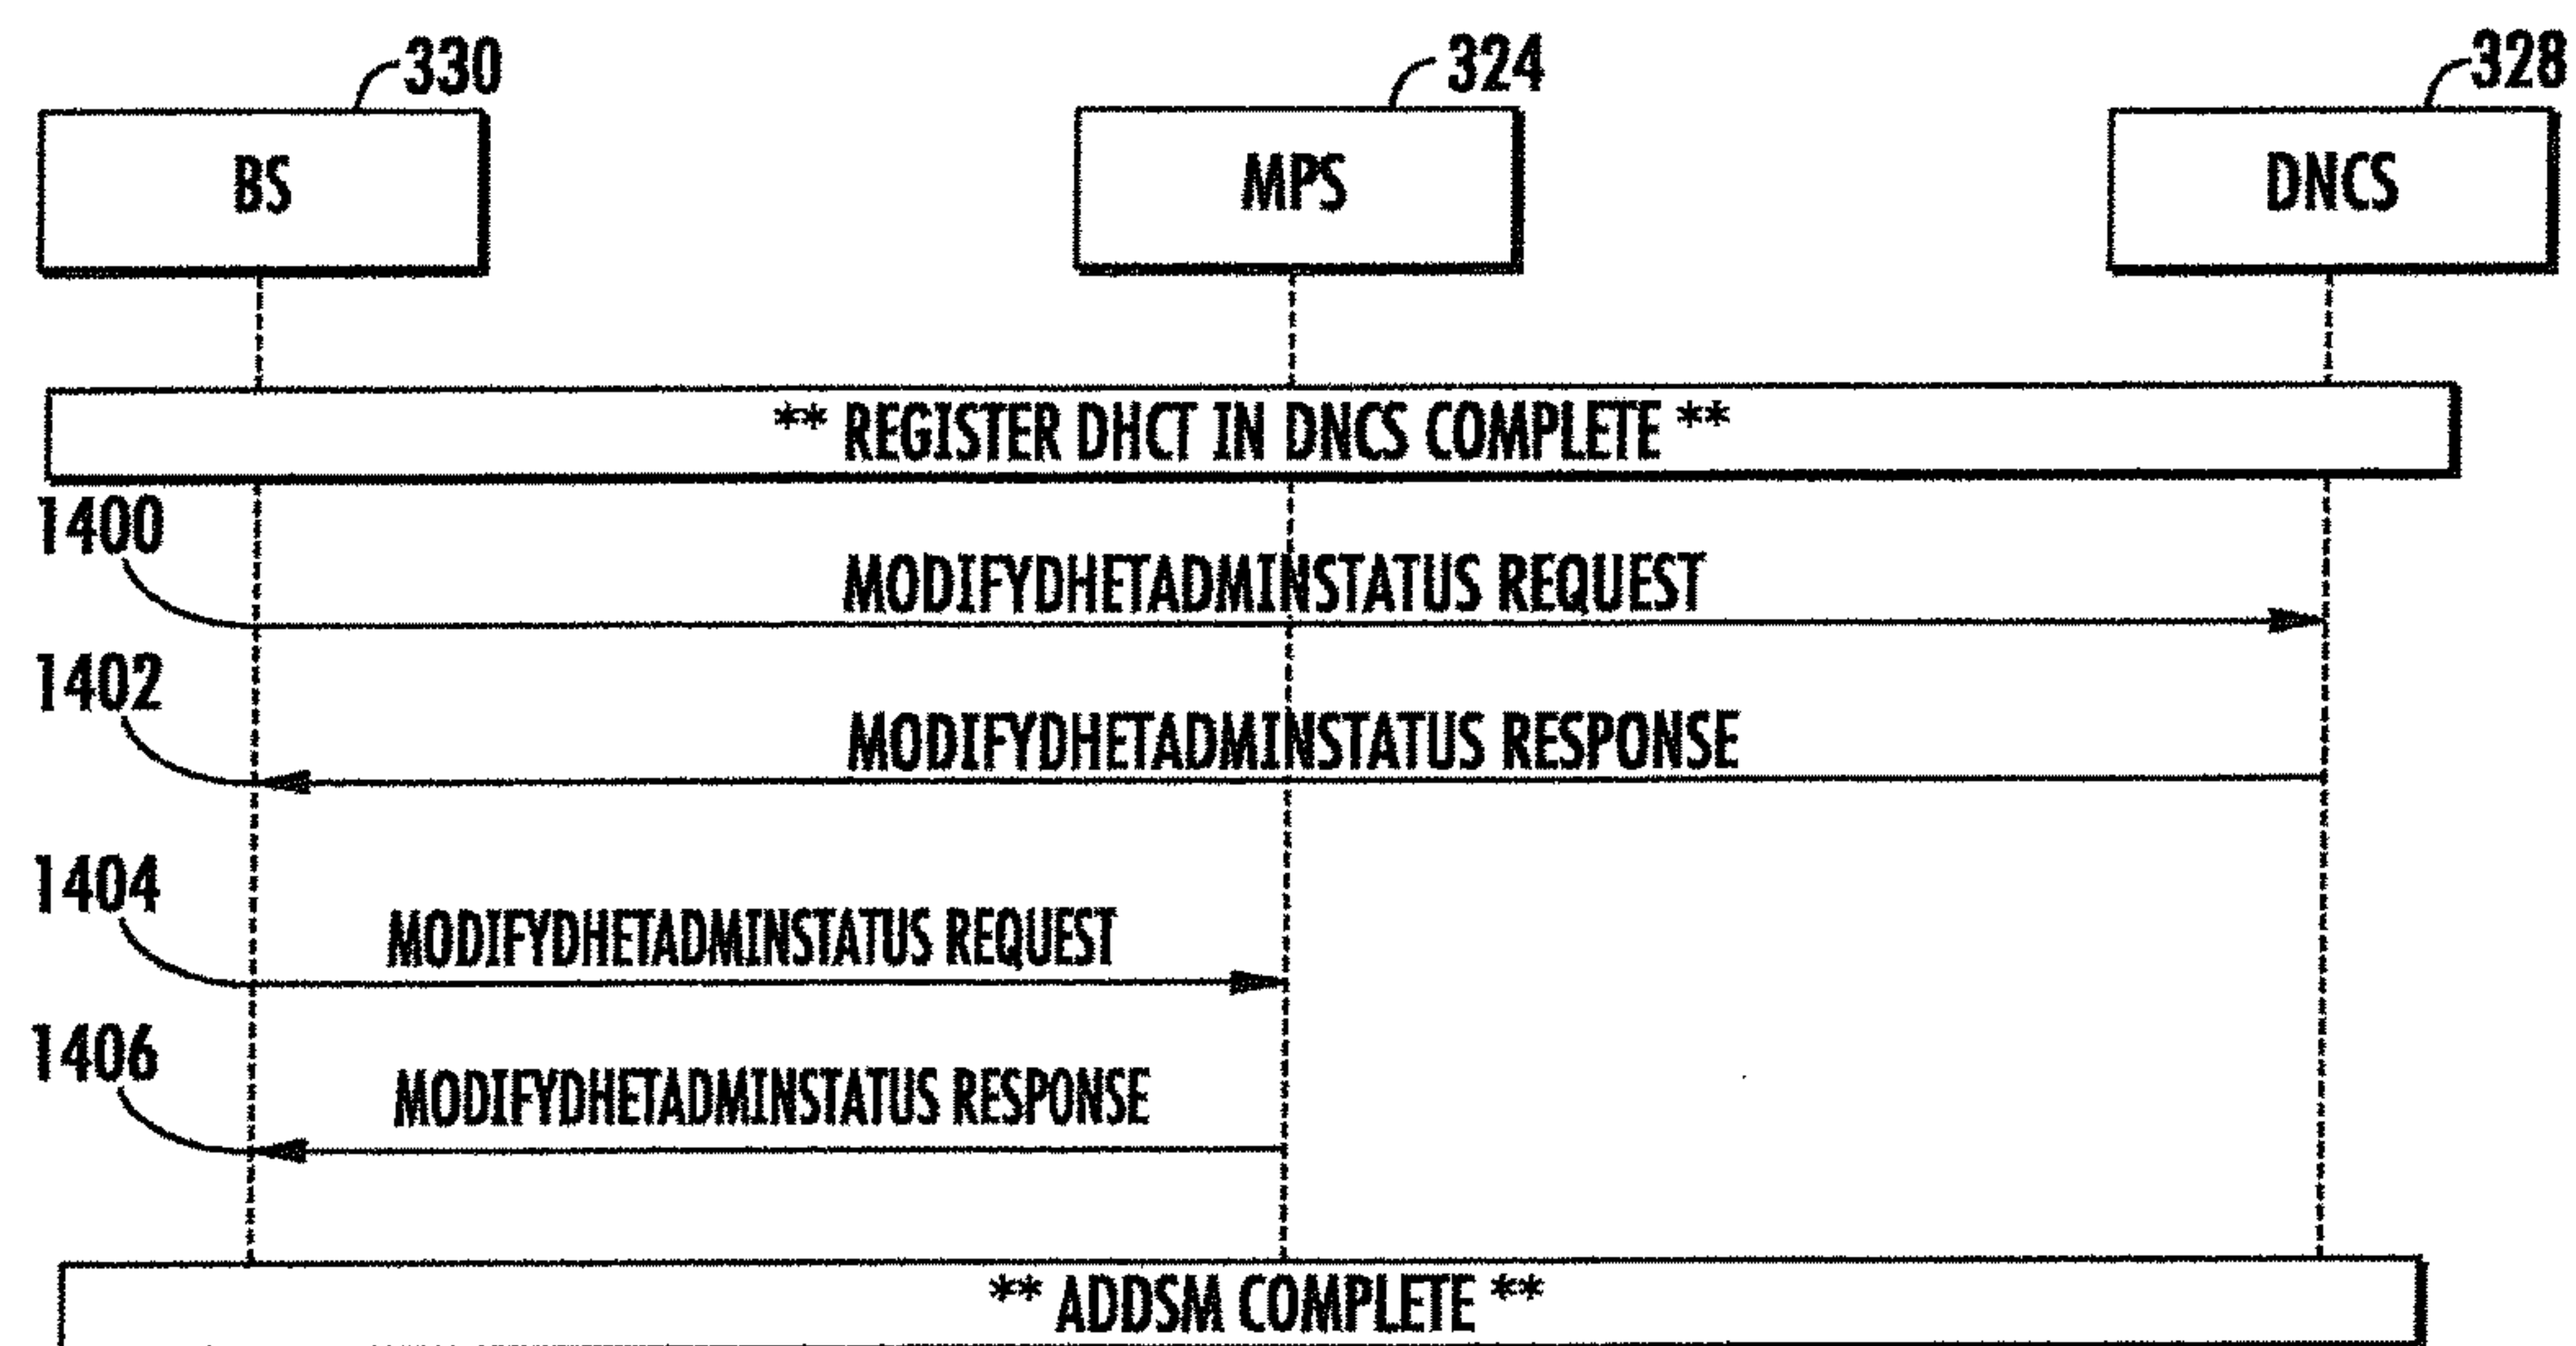 330
324
328
BS
MPS
DNCS
** REGISTER DHCT IN DNCS COMPLETE **
1400
MODIFYDHETADMINSTATUS REQUEST
1402
MODIFYDHETADMINSTATUS RESPONSE
1404
MODIFYDHETADMINSTATUS REQUEST
1406
MODIFYDHETADMINSTATUS RESPONSE
** ADDSM COMPLETE **